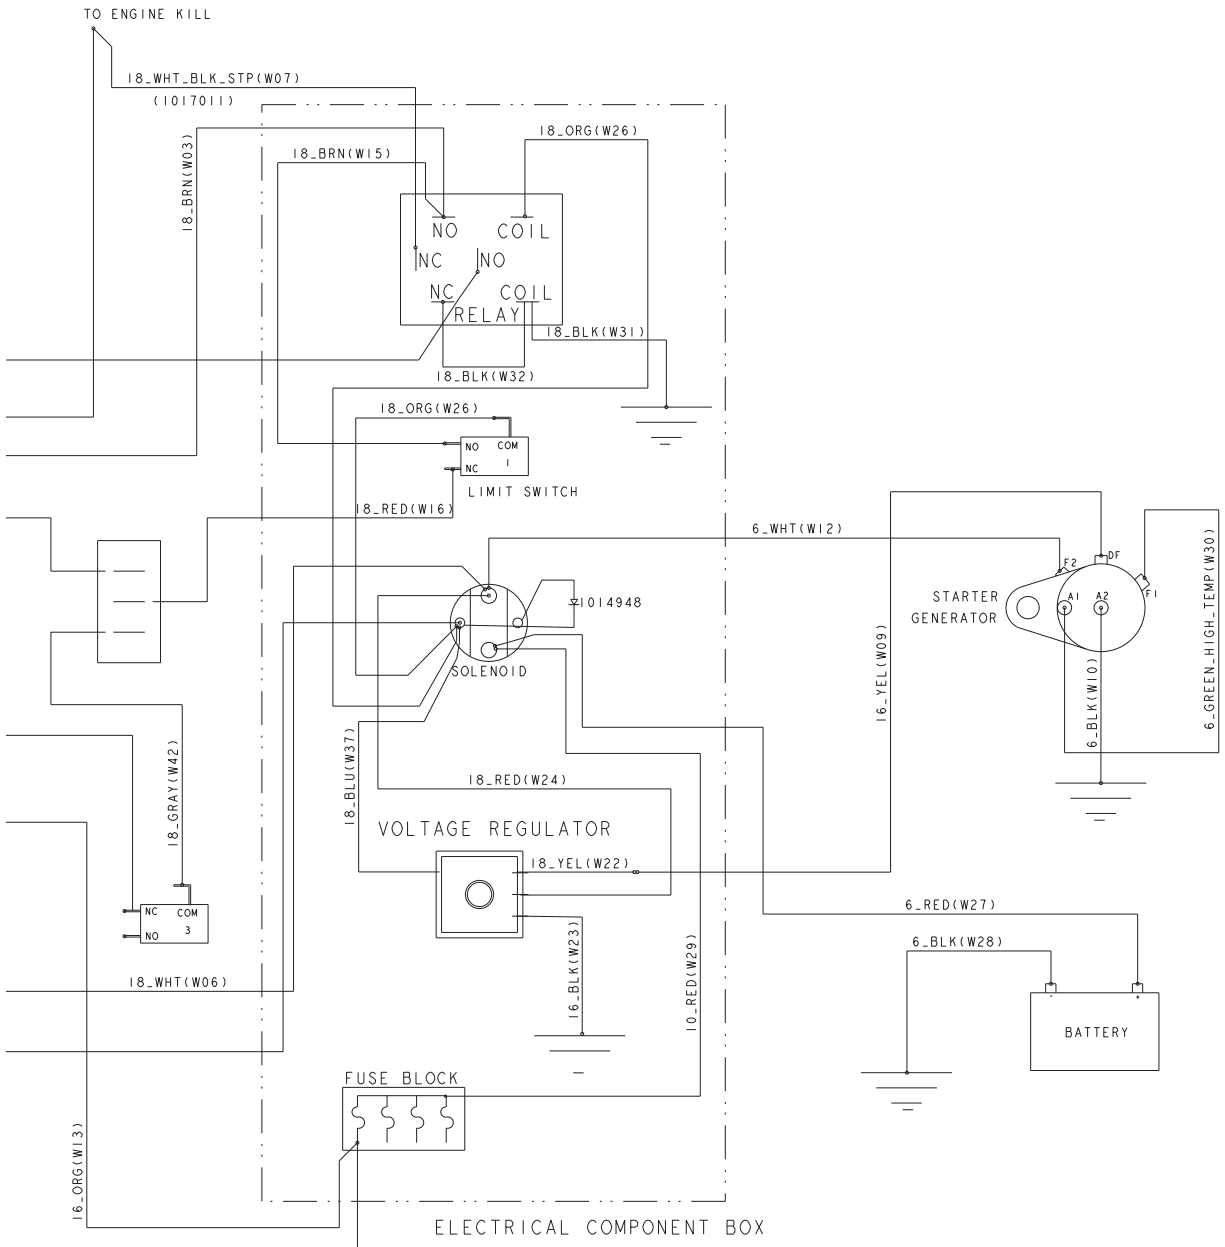 TO ENGINE KILL
18_WHT_BLK_STP(W07)
(1017011)
18_BRN(W03)
18_BRN(W15)
18_ORG(W26)
NO COIL
NC NO
NC COIL
RELAY
18_BLK(W31)
18_BLK(W32)
18_ORG(W26)
NO COM
NC 1
LIMIT SWITCH
18_RED(W16)
6_WHT(W12)
F2 DF
F1
A1 A2
STARTER
GENERATOR
6_GREEN_HIGH_TEMP(W30)
1014948
SOLENOID
16_YEL(W09)
6_BLK(W10)
18_BLU(W37)
18_GRAY(W42)
18_RED(W24)
VOLTAGE REGULATOR
18_YEL(W22)
NC COM
NO 3
6_RED(W27)
16_BLK(W23)
10_RED(W29)
6_BLK(W28)
18_WHT(W06)
- +
BATTERY
FUSE BLOCK
16_ORG(W13)
ELECTRICAL COMPONENT BOX